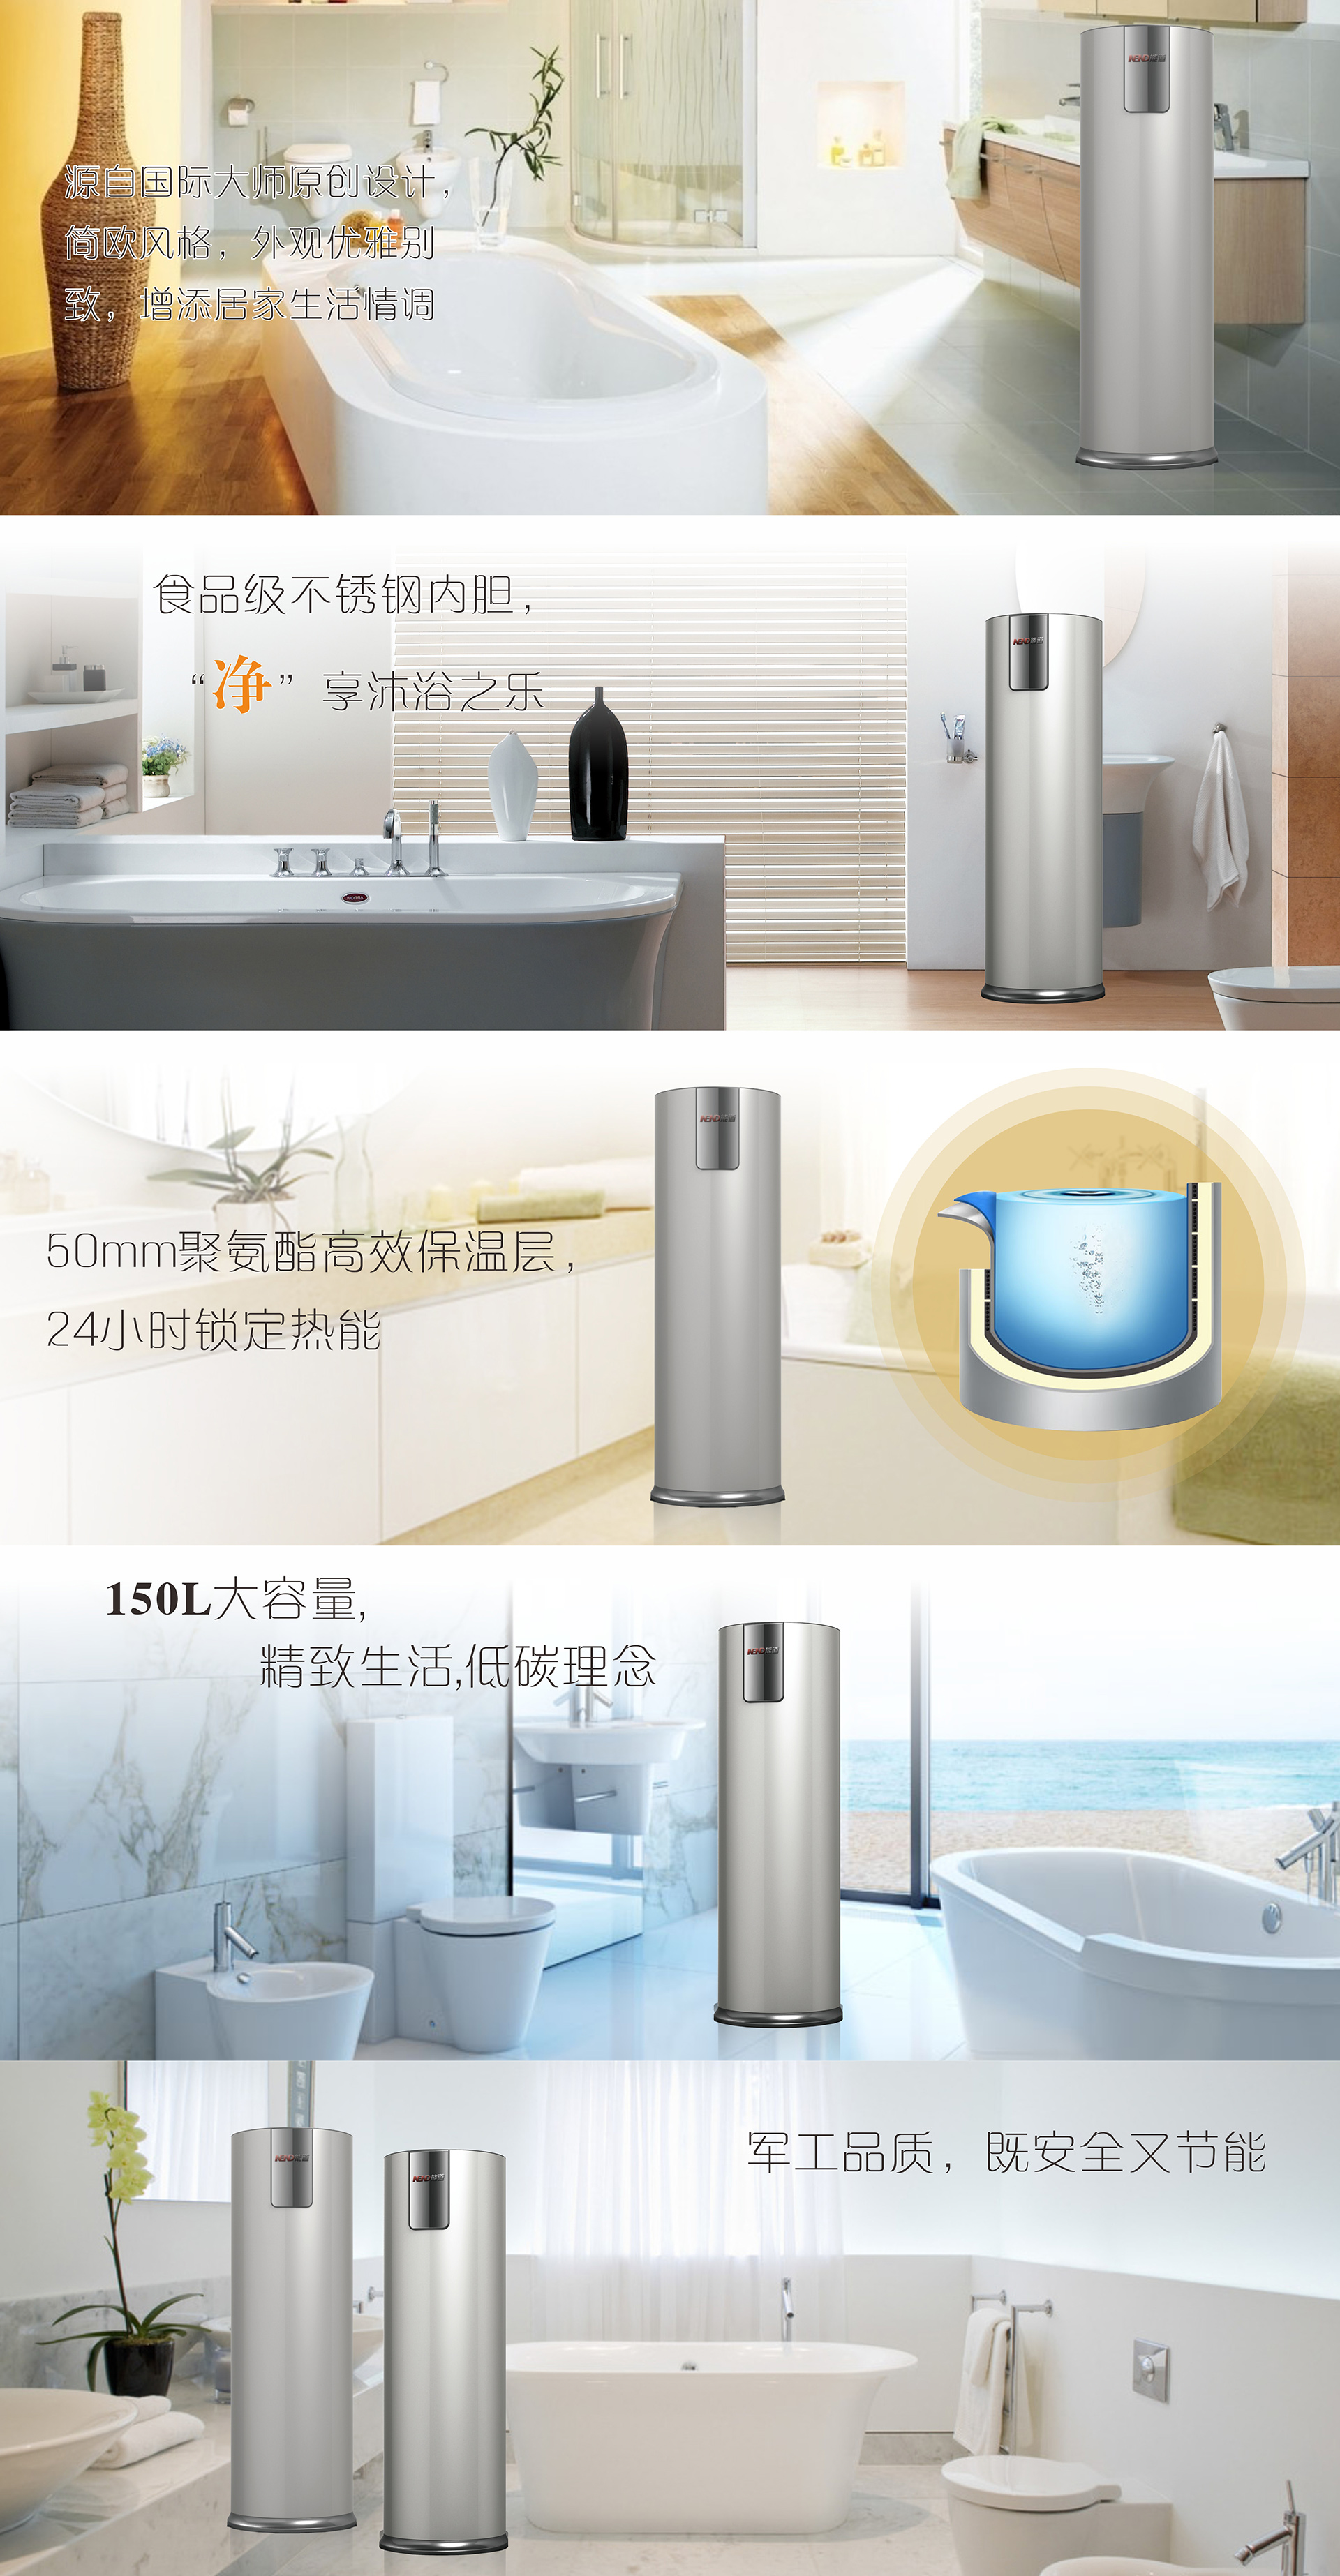 源自国际大师原创设计，
简欧风格，外观优雅别
致，增添居家生活情调
食品级不锈钢内胆，
“净”享沐浴之乐
50mm聚氨酯高效保温层，
24小时锁定热能
150L大容量,
精致生活,低碳理念
军工品质，既安全又节能